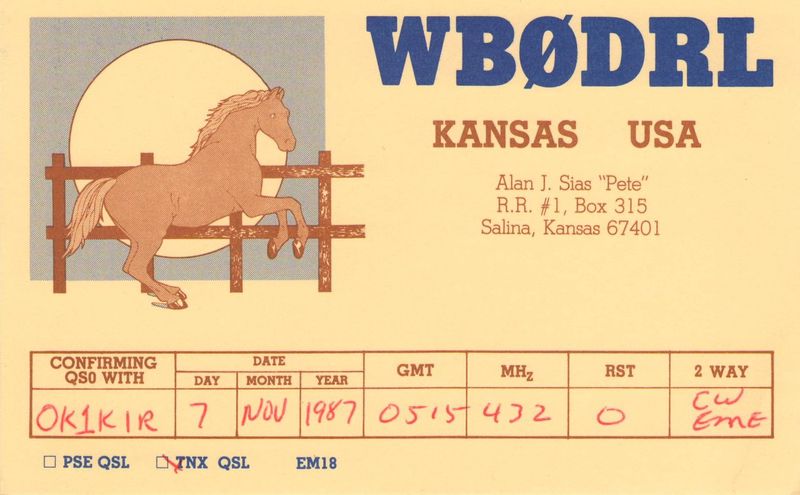 WBØDRL
KANSAS USA
Alan J. Sias "Pete"
R.R. #1, Box 315
Salina, Kansas 67401
CONFIRMING QSO WITH DATE GMT MHz RST 2 WAY
DAY MONTH YEAR
OK1KIR 7 NOV 1987 0515 432 O CW EME
PSE QSL TNX QSL EM18